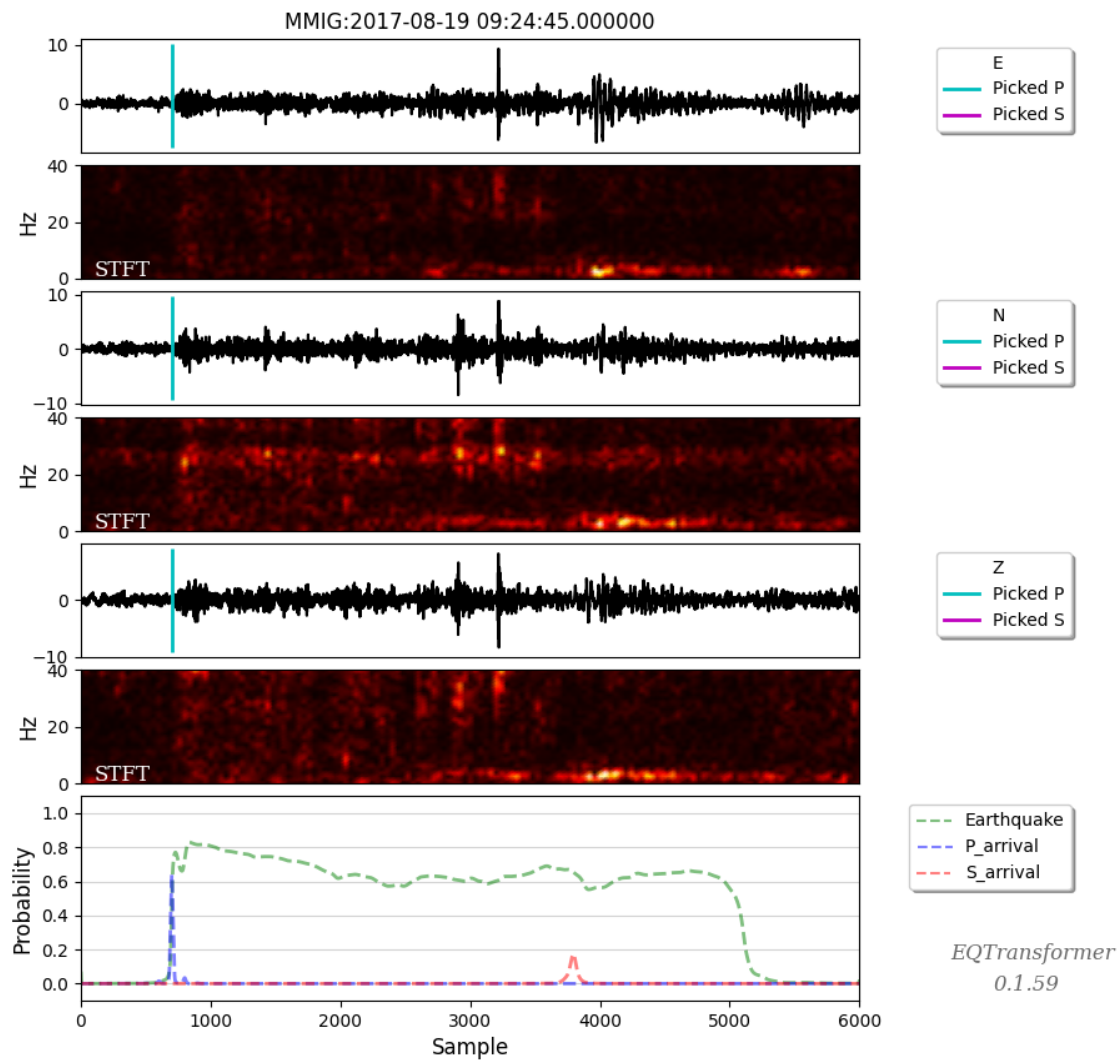 MMIG:2017-08-19 09:24:45.000000
10
0
E
Picked P
Picked S
40
20
0
Hz
STFT
10
0
−10
N
Picked P
Picked S
40
20
0
Hz
STFT
0
−10
Z
Picked P
Picked S
40
20
0
Hz
STFT
1.0
0.8
0.6
0.4
0.2
0.0
Probability
Earthquake
P_arrival
S_arrival
EQTransformer
0.1.59
0 1000 2000 3000 4000 5000 6000
Sample